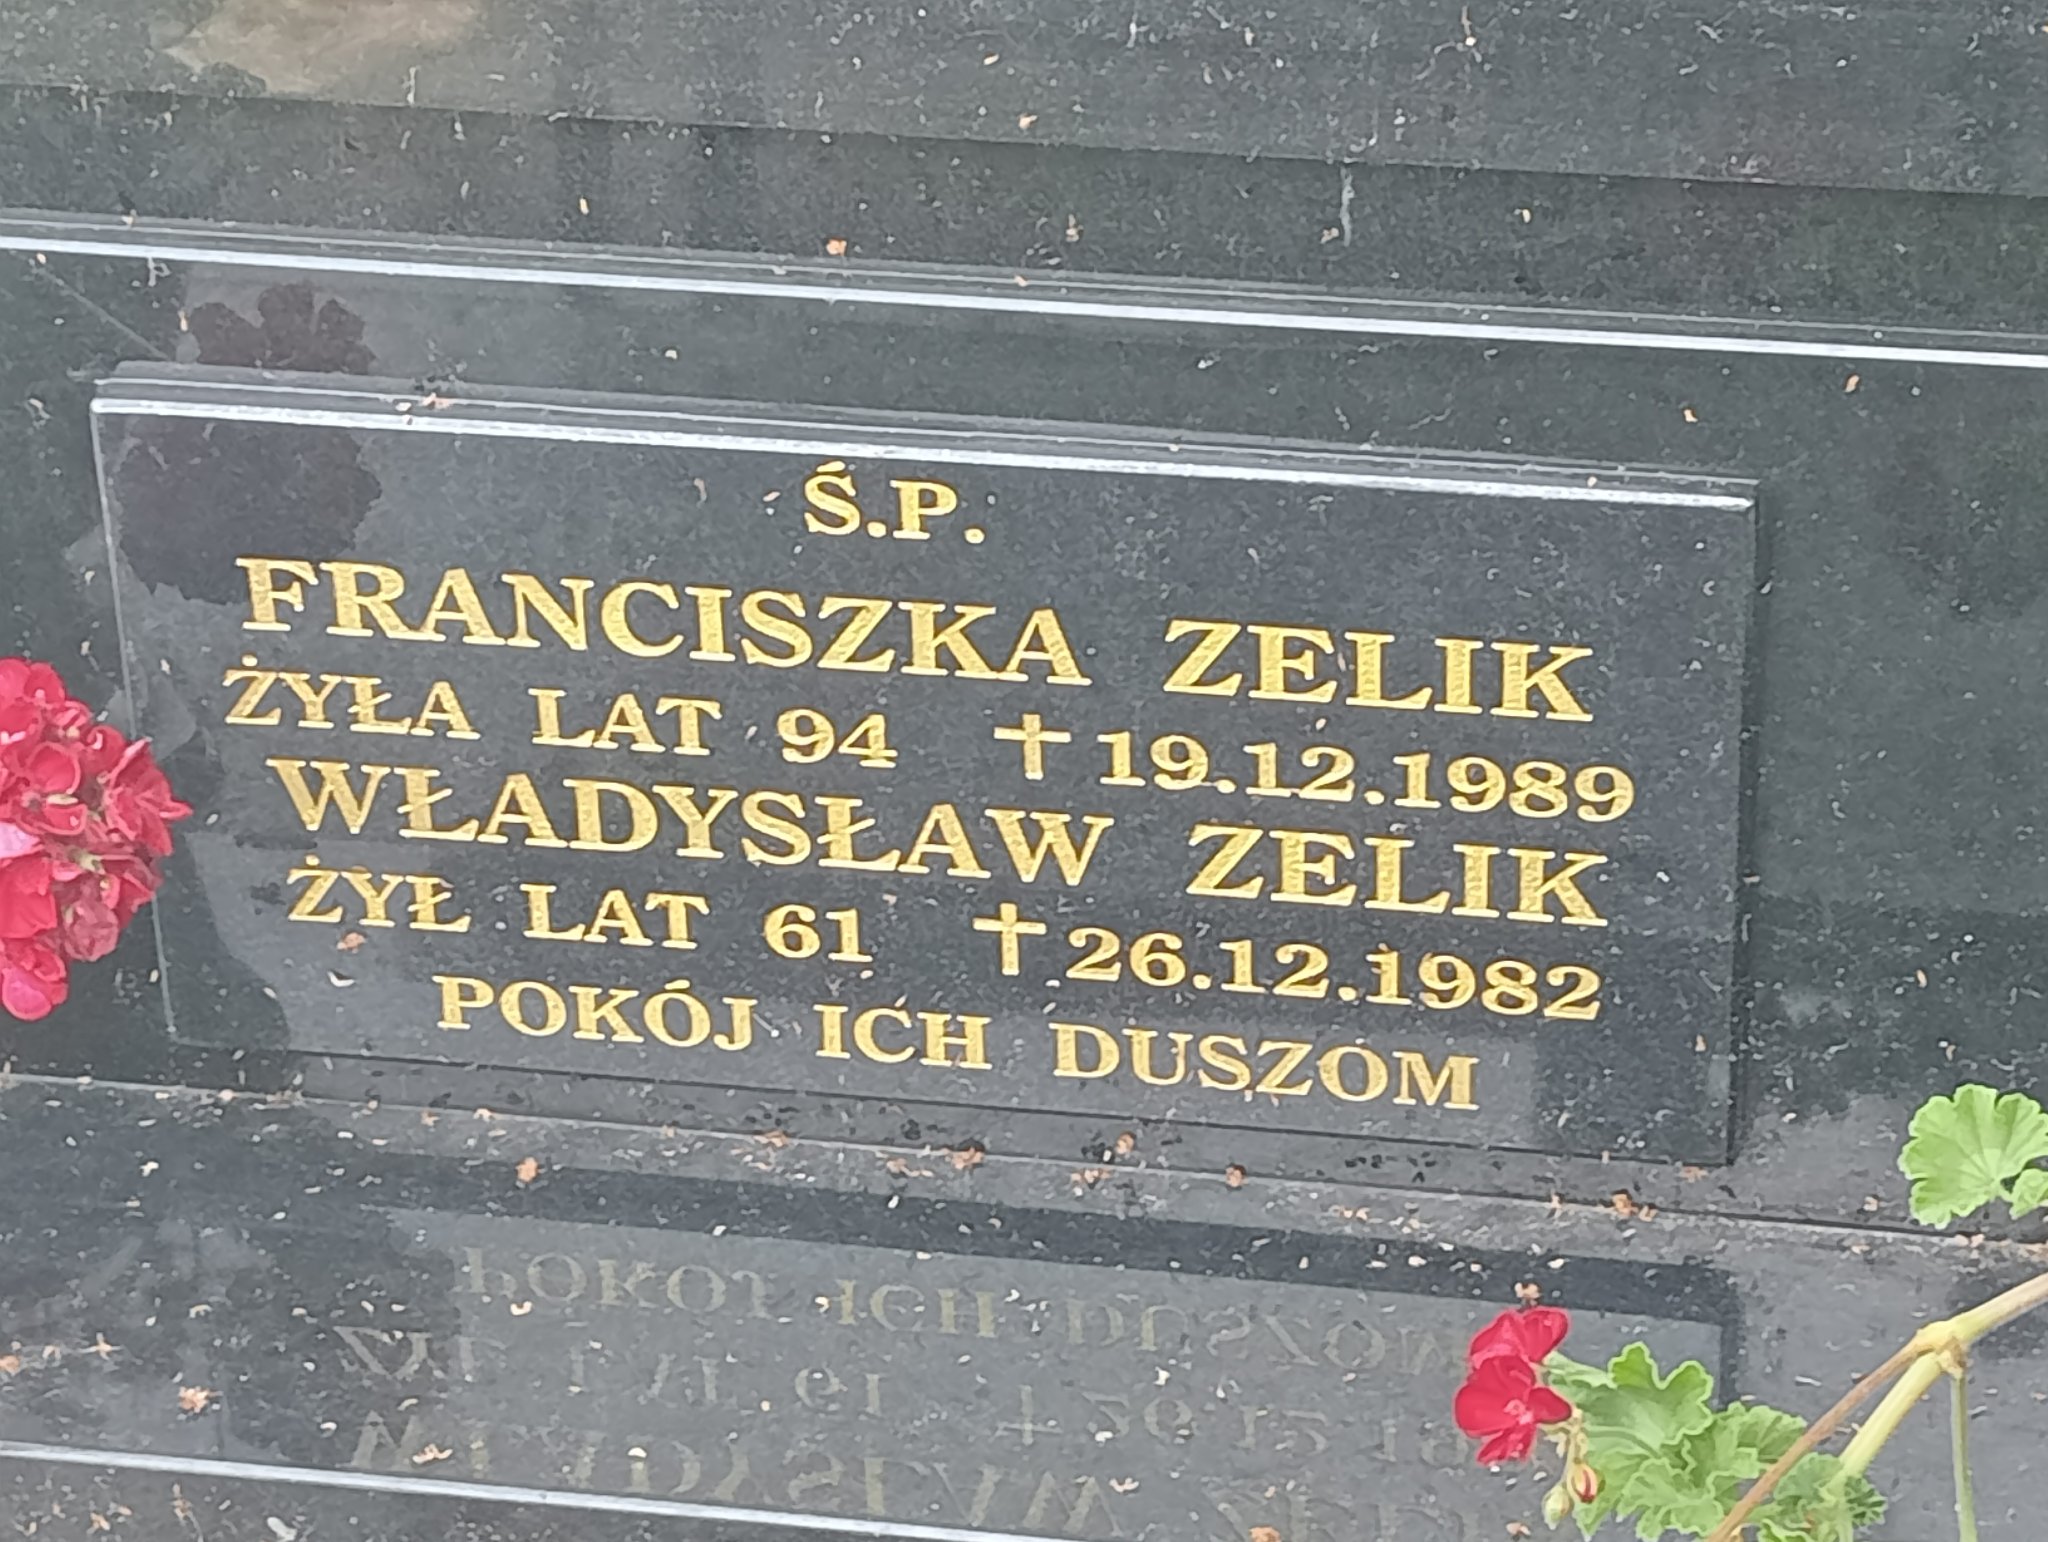 Ś.P.
FRANCISZKA ZELIK
ŻYŁA LAT 94 ✝19.12.1989
WŁADYSŁAW ZELIK
ŻYŁ LAT 61 ✝26.12.1982
POKÓJ ICH DUSZOM